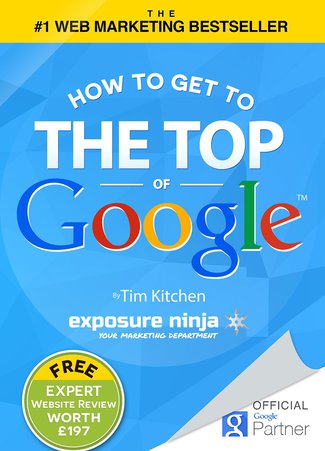 THE
#1 WEB MARKETING BESTSELLER
HOW TO GET TO
THE TOP
OF
Google™
By Tim Kitchen
exposure ninja
YOUR MARKETING DEPARTMENT
FREE
EXPERT
WEBSITE REVIEW
WORTH
£197
g
OFFICIAL
Google
Partner